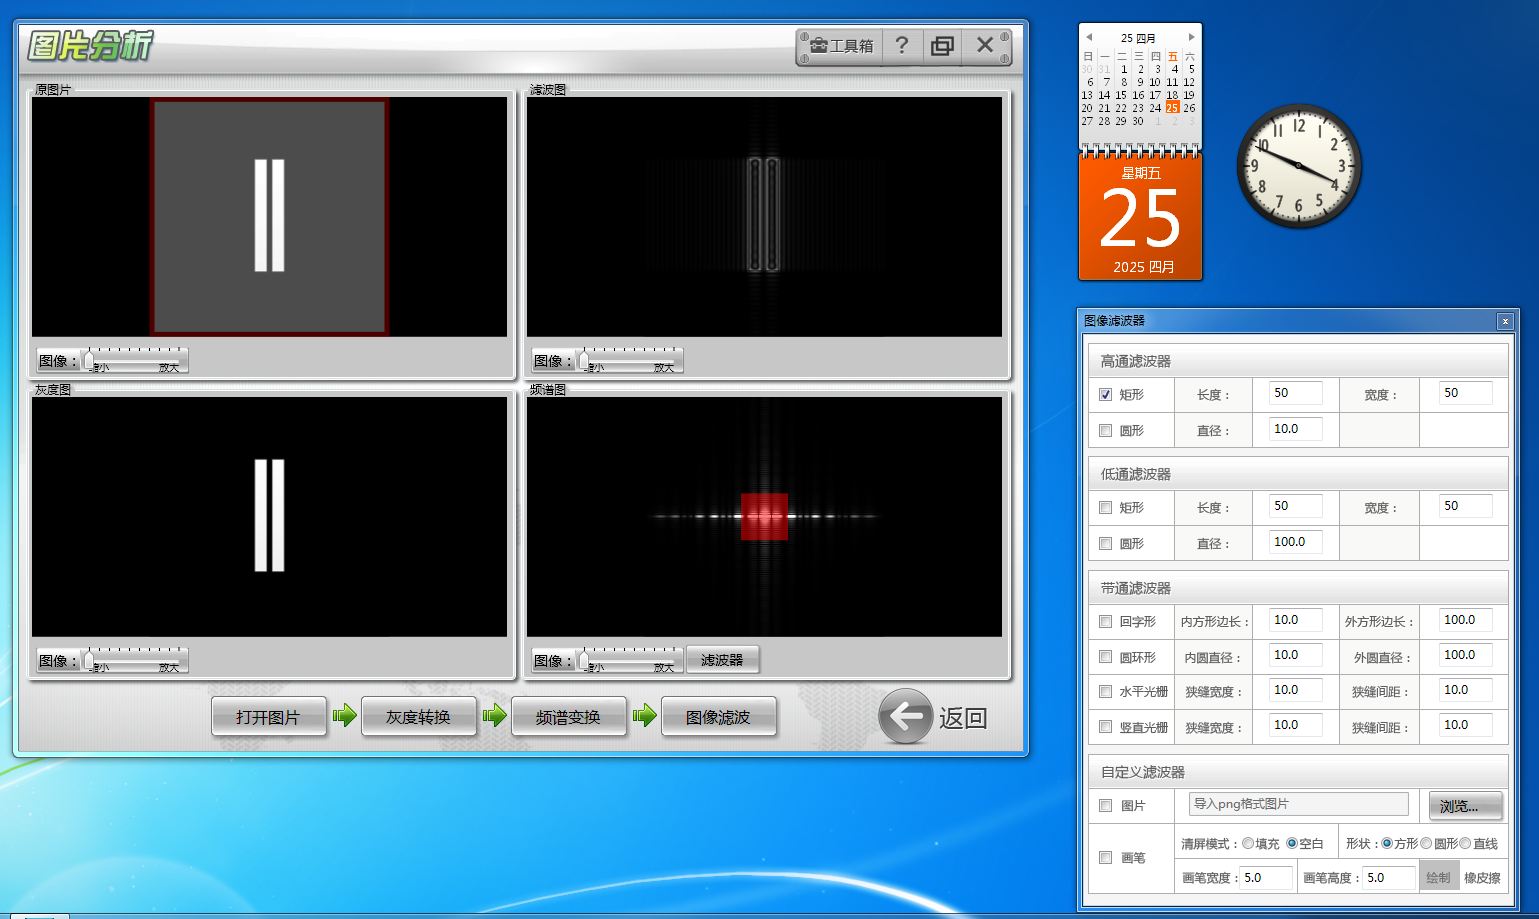 图片分析
工具箱 ?
原图片
滤波图
图像： 缩小 放大
图像： 缩小 放大
灰度图
频谱图
图像： 缩小 放大
图像： 缩小 放大 滤波器
打开图片 灰度转换 频谱变换 图像滤波 返回
25 四月
日 一 二 三 四 五 六
30 31 1 2 3 4 5
6 7 8 9 10 11 12
13 14 15 16 17 18 19
20 21 22 23 24 25 26
27 28 29 30 1 2 3
星期五
25
2025 四月
12 1 2 3 4 5 6 7 8 9 10 11
图像滤波器 x
高通滤波器
矩形 长度： 50 宽度： 50
圆形 直径： 10.0
低通滤波器
矩形 长度： 50 宽度： 50
圆形 直径： 100.0
带通滤波器
回字形 内方形边长： 10.0 外方形边长： 100.0
圆环形 内圆直径： 10.0 外圆直径： 100.0
水平光栅 狭缝宽度： 10.0 狭缝间距： 10.0
竖直光栅 狭缝宽度： 10.0 狭缝间距： 10.0
自定义滤波器
图片 导入png格式图片 浏览...
画笔 清屏模式： 填充 空白 形状： 方形 圆形 直线
画笔宽度： 5.0 画笔高度： 5.0 绘制 橡皮擦